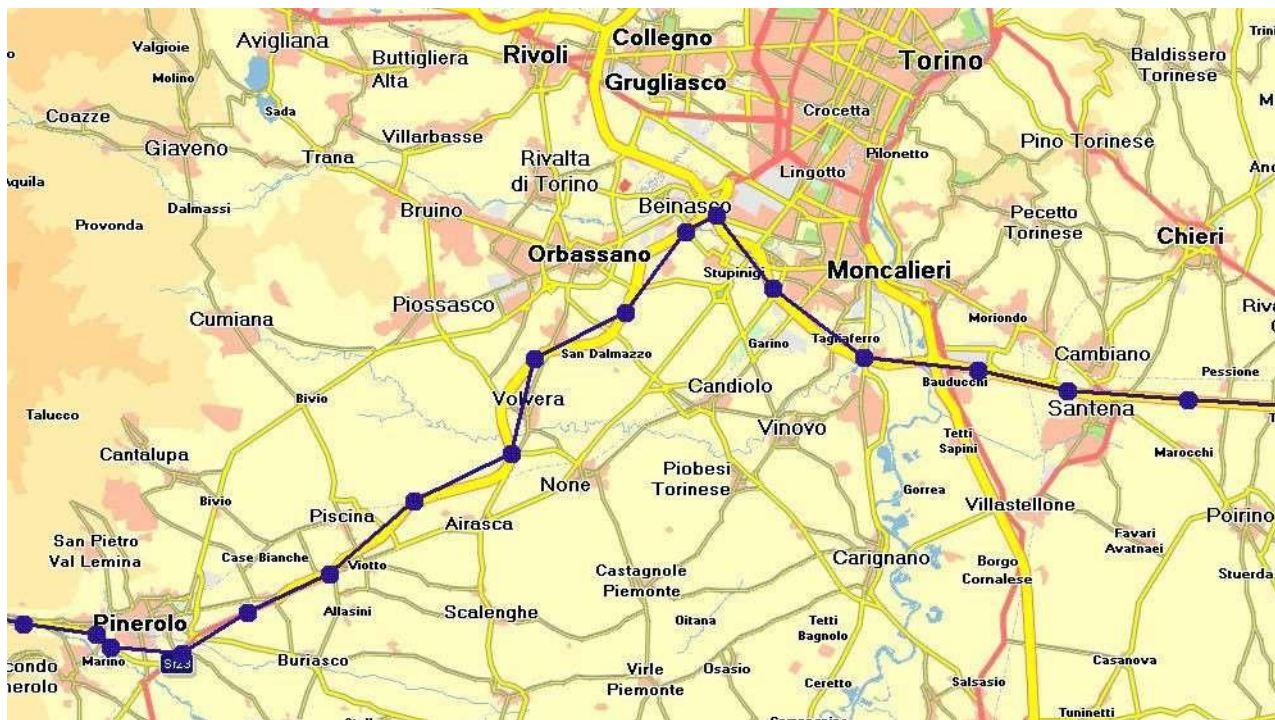 Valgioie
Avigliana
Buttigliera
Alta
Rivoli
Collegno
Grugliasco
Torino
Baldissero
Torinese
Molino
Sada
Coazze
Giaveno
Trana
Villarbasse
Crocetta
Pino Torinese
Pilonetto
Lingotto
Rivalta
di Torino
Dalmassi
Provonda
Bruino
Beinasco
Pecetto
Torinese
Chieri
Orbassano
Stupinigi
Moncalieri
Piossasco
Cumiana
Moriondo
San Dalmazzo
Garino
Tagliaferro
Cambiano
Pessione
Bauducchi
Candiolo
Volvera
Bivio
Talucco
Santena
Vinovo
Tetti
Sapini
Marocchi
Cantalupa
None
Piobesi
Torinese
Gorrea
Bivio
Piscina
Airasca
Villastellone
Poirino
San Pietro
Val Lemina
Case Bianche
Viotto
Favari
Avatnaei
Carignano
Borgo
Cornalese
Castagnole
Piemonte
Stuerda
Allasini
Scalenghe
Oitana
Tetti
Bagnolo
Pinerolo
Marino
Buriasco
Virle
Piemonte
Osasio
Ceretto
Salsasio
Casanova
Tuninetti